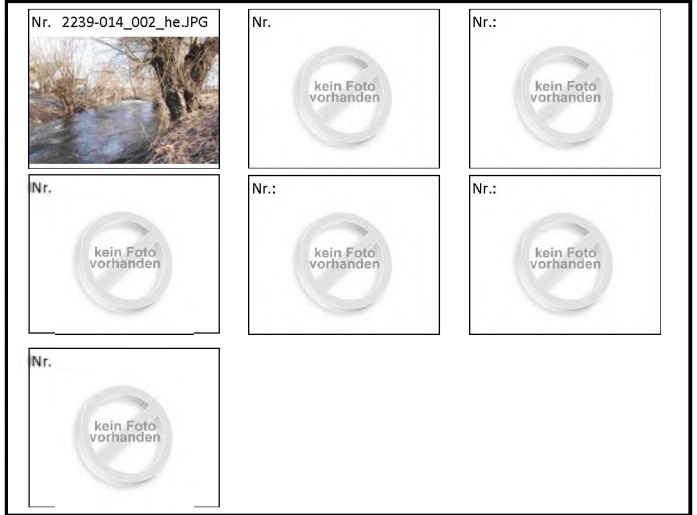 Nr. 2239-014_002_he.JPG
Nr.
Nr.:
kein Foto
vorhanden
kein Foto
vorhanden
Nr.
Nr.:
Nr.:
kein Foto
vorhanden
kein Foto
vorhanden
kein Foto
vorhanden
Nr.
kein Foto
vorhanden